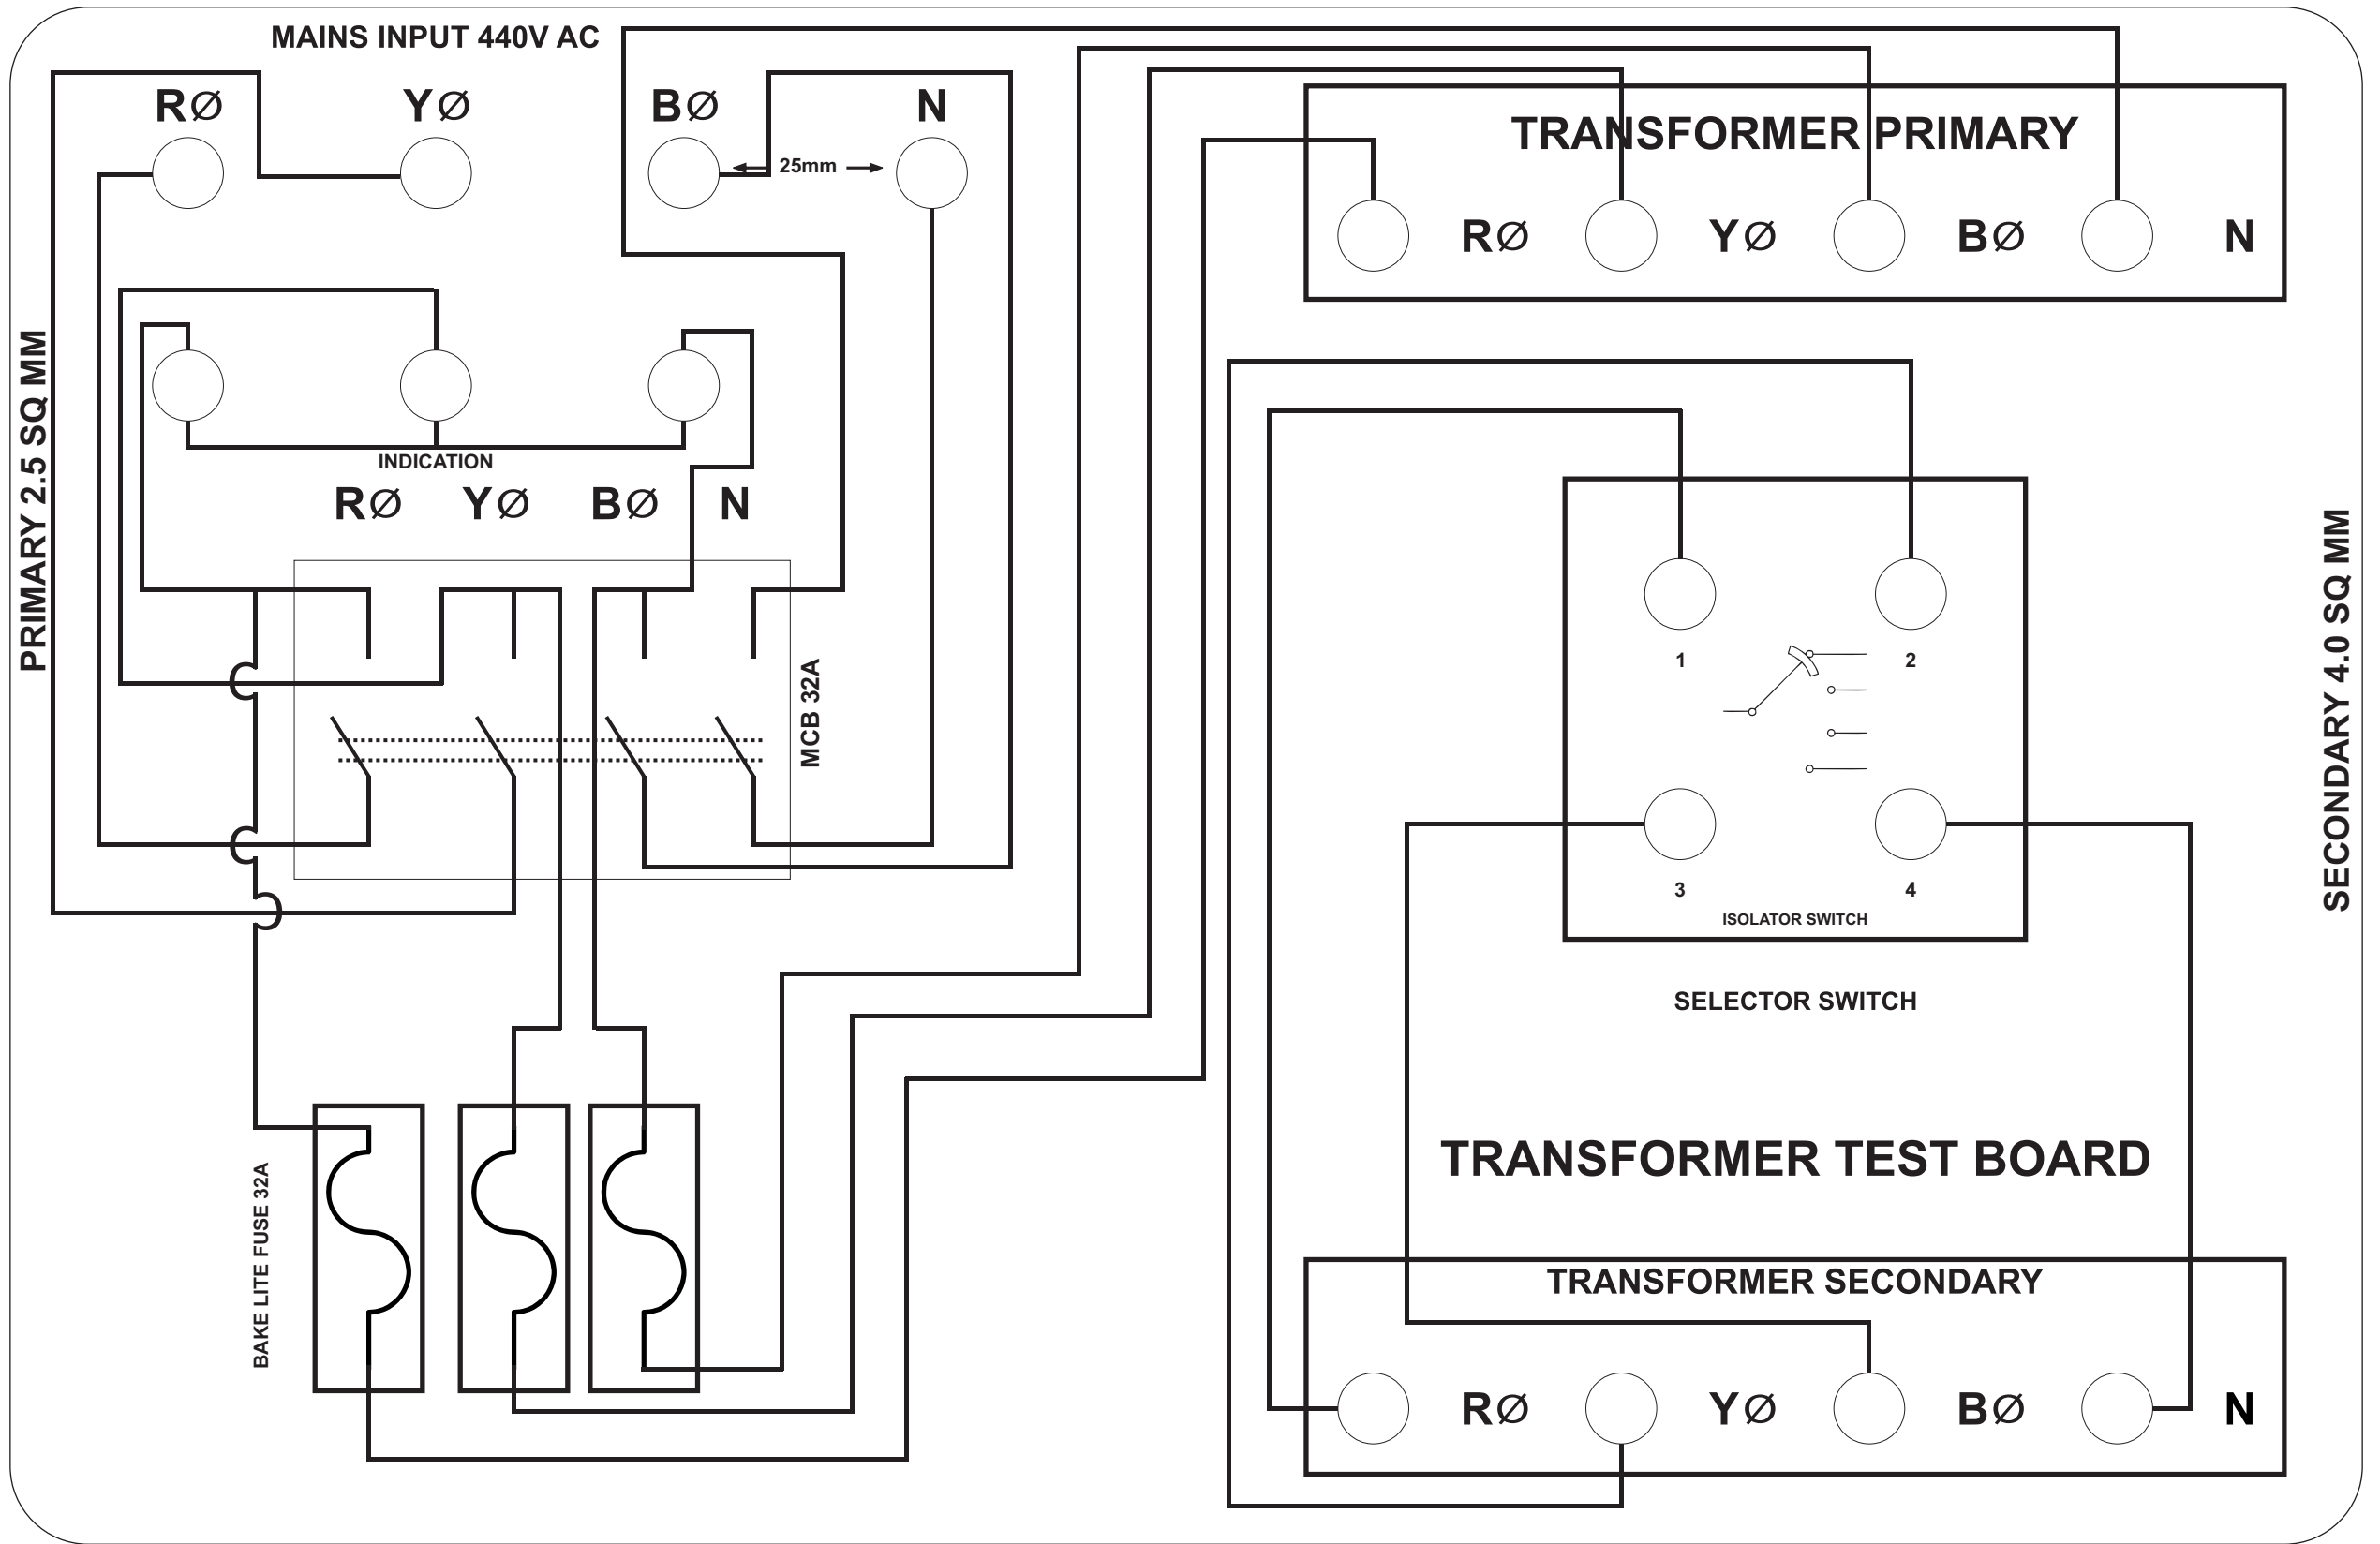 MAINS INPUT 440V AC
RØ YØ BØ N
25mm
TRANSFORMER PRIMARY
RØ YØ BØ N
PRIMARY 2.5 SQ MM
INDICATION
RØ YØ BØ N
MCB 32A
1 2
3 4
ISOLATOR SWITCH
SELECTOR SWITCH
SECONDARY 4.0 SQ MM
BAKE LITE FUSE 32A
TRANSFORMER TEST BOARD
TRANSFORMER SECONDARY
RØ YØ BØ N